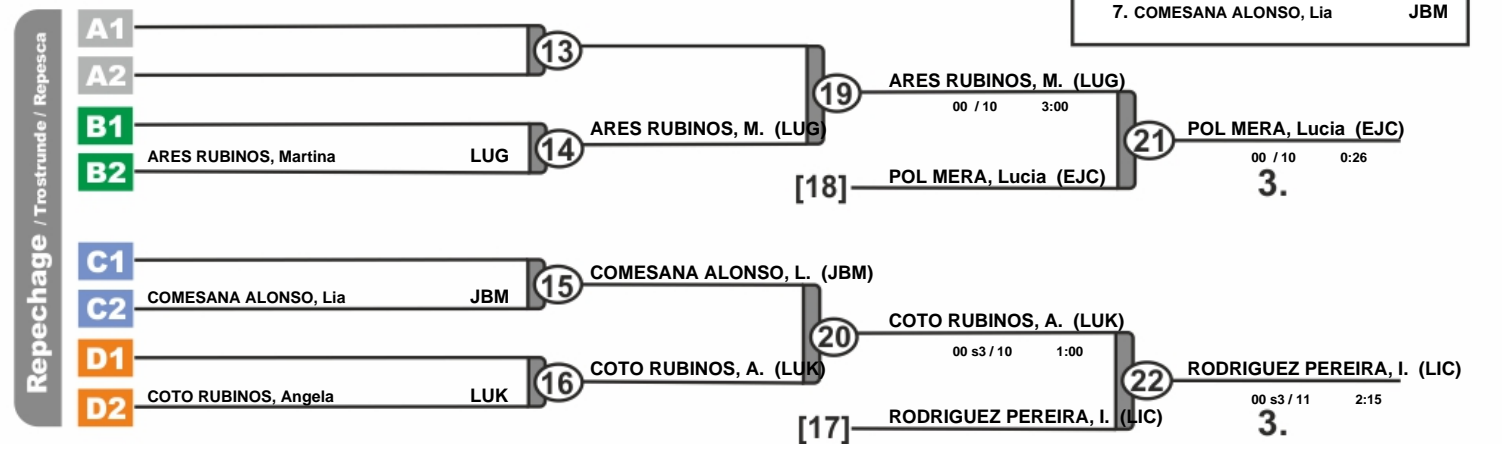 7. COMESANA ALONSO, Lia JBM
Repechage / Trostrunde / Repesca
A1
13
A2
19
ARES RUBINOS, M. (LUG)
00 / 10 3:00
B1
ARES RUBINOS, M. (LUG)
14
ARES RUBINOS, Martina LUG
B2
21
POL MERA, Lucia (EJC)
00 / 10 0:26
3.
[18]
POL MERA, Lucia (EJC)
C1
15
COMESANA ALONSO, L. (JBM)
COMESANA ALONSO, Lia JBM
C2
20
COTO RUBINOS, A. (LUK)
00 s3 / 10 1:00
D1
16
COTO RUBINOS, A. (LUK)
COTO RUBINOS, Angela LUK
D2
22
RODRIGUEZ PEREIRA, I. (LIC)
00 s3 / 11 2:15
3.
[17]
RODRIGUEZ PEREIRA, I. (LIC)